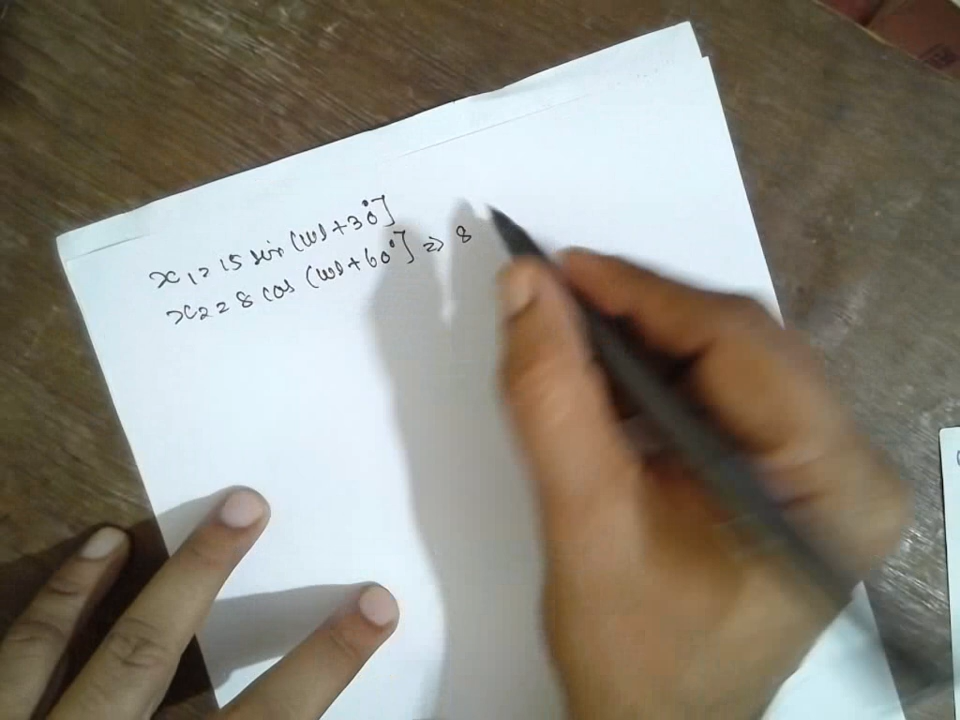 x₁ = 15 sin (ωt + 30°]
x₂ = 8 cos (ωt + 60°] ⇒ 8